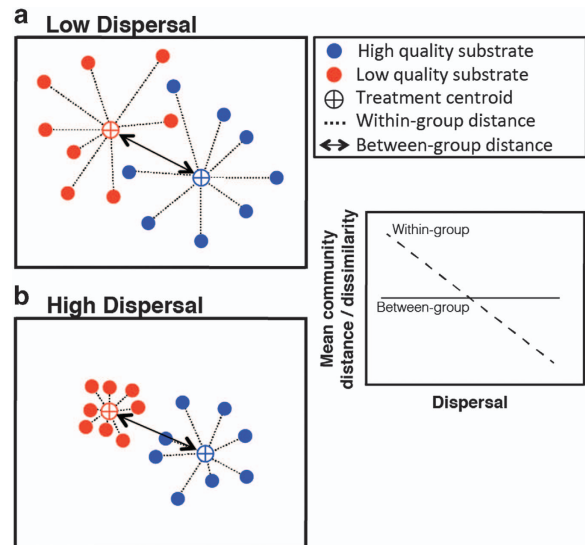 a
Low Dispersal
High quality substrate
Low quality substrate
Treatment centroid
Within-group distance
Between-group distance
b
High Dispersal
Mean community
distance / dissimilarity
Within-group
Between-group
Dispersal